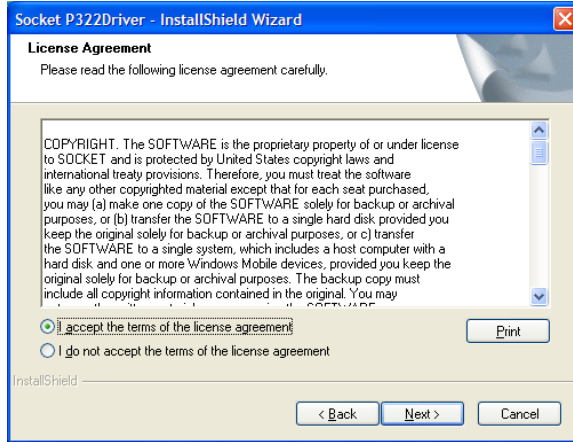 Socket P322Driver - InstallShield Wizard
License Agreement
Please read the following license agreement carefully.
COPYRIGHT. The SOFTWARE is the proprietary property of or under license
to SOCKET and is protected by United States copyright laws and
international treaty provisions. Therefore, you must treat the software
like any other copyrighted material except that for each seat purchased,
you may (a) make one copy of the SOFTWARE solely for backup or archival
purposes, or (b) transfer the SOFTWARE to a single hard disk provided you
keep the original solely for backup or archival purposes, or c) transfer
the SOFTWARE to a single system, which includes a host computer with a
hard disk and one or more Windows Mobile devices, provided you keep the
original solely for backup or archival purposes. The backup copy must
include all copyright information contained in the original. You may
I accept the terms of the license agreement
Print
I do not accept the terms of the license agreement
InstallShield
< Back
Next >
Cancel